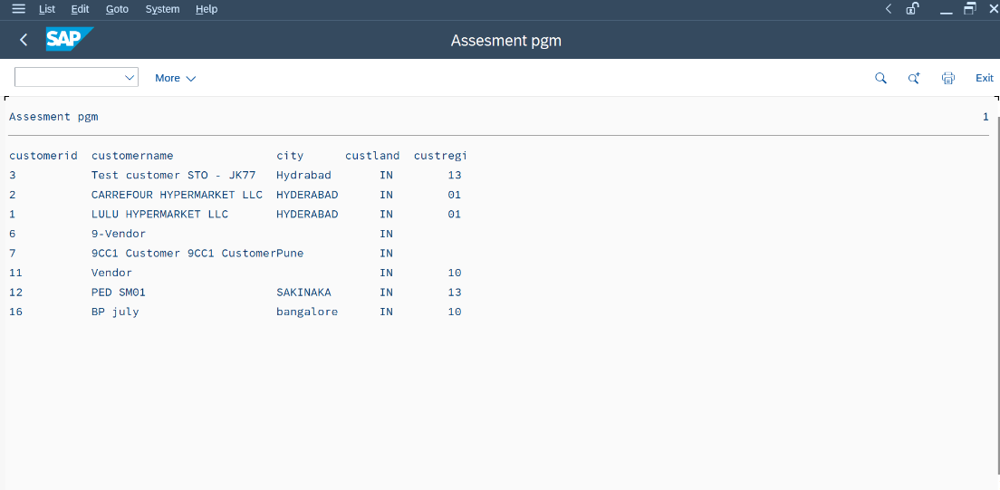 List Edit Goto System Help
SAP Assesment pgm
More Exit
Assesment pgm 1
customerid customername city custland custregi
3 Test customer STO - JK77 Hydrabad IN 13
2 CARREFOUR HYPERMARKET LLC HYDERABAD IN 01
1 LULU HYPERMARKET LLC HYDERABAD IN 01
6 9-Vendor IN
7 9CC1 Customer 9CC1 CustomerPune IN
11 Vendor IN 10
12 PED SM01 SAKINAKA IN 13
16 BP july bangalore IN 10